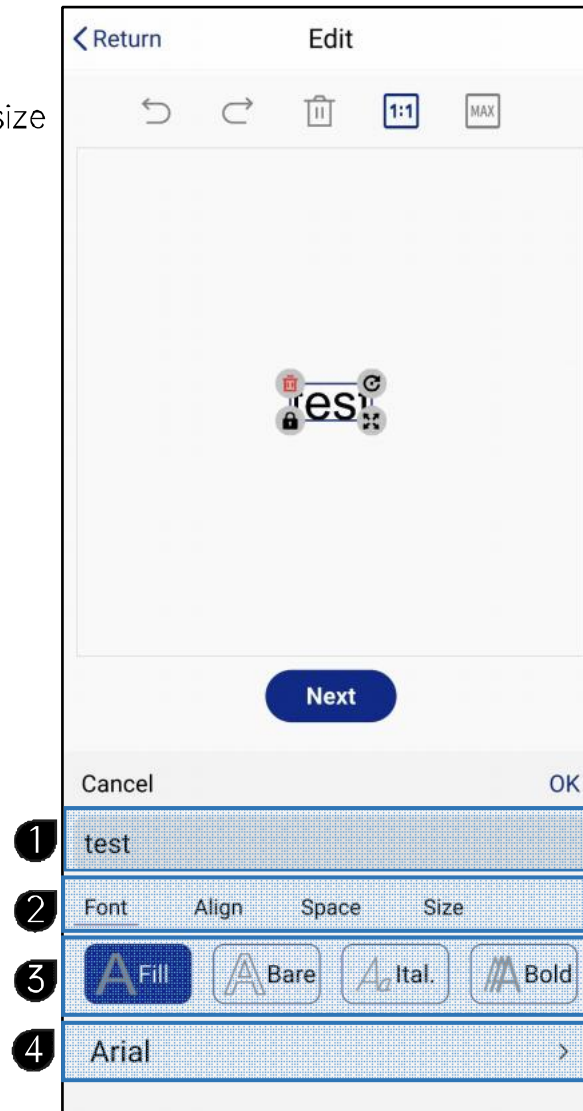 Return Edit
size
1:1 MAX
test
Next
Cancel OK
1 test
2 Font Align Space Size
3 A Fill A Bare Aa Ital. A Bold
4 Arial >